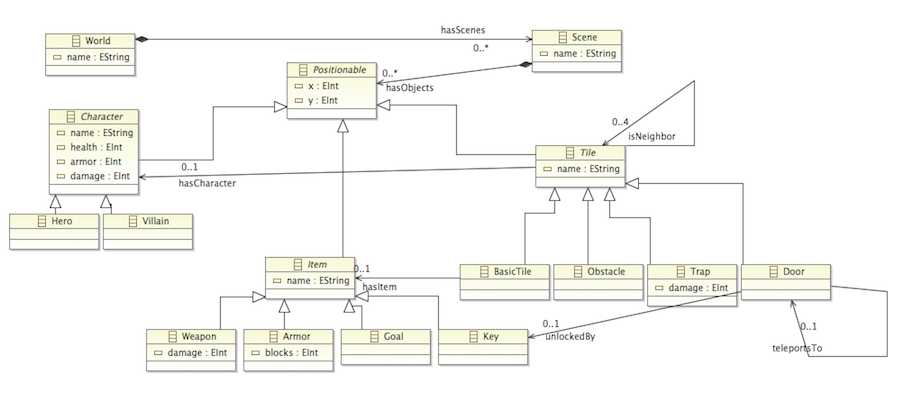 World
name : EString
hasScenes
0..*
Scene
name : EString
Positionable
x : EInt
y : EInt
0..*
hasObjects
Character
name : EString
health : EInt
armor : EInt
damage : EInt
0..1
hasCharacter
0..4
isNeighbor
Tile
name : EString
Hero
Villain
Item
name : EString
0..1
hasItem
BasicTile
Obstacle
Trap
damage : EInt
Door
Weapon
damage : EInt
Armor
blocks : EInt
Goal
Key
0..1
unlockedBy
0..1
teleportsTo